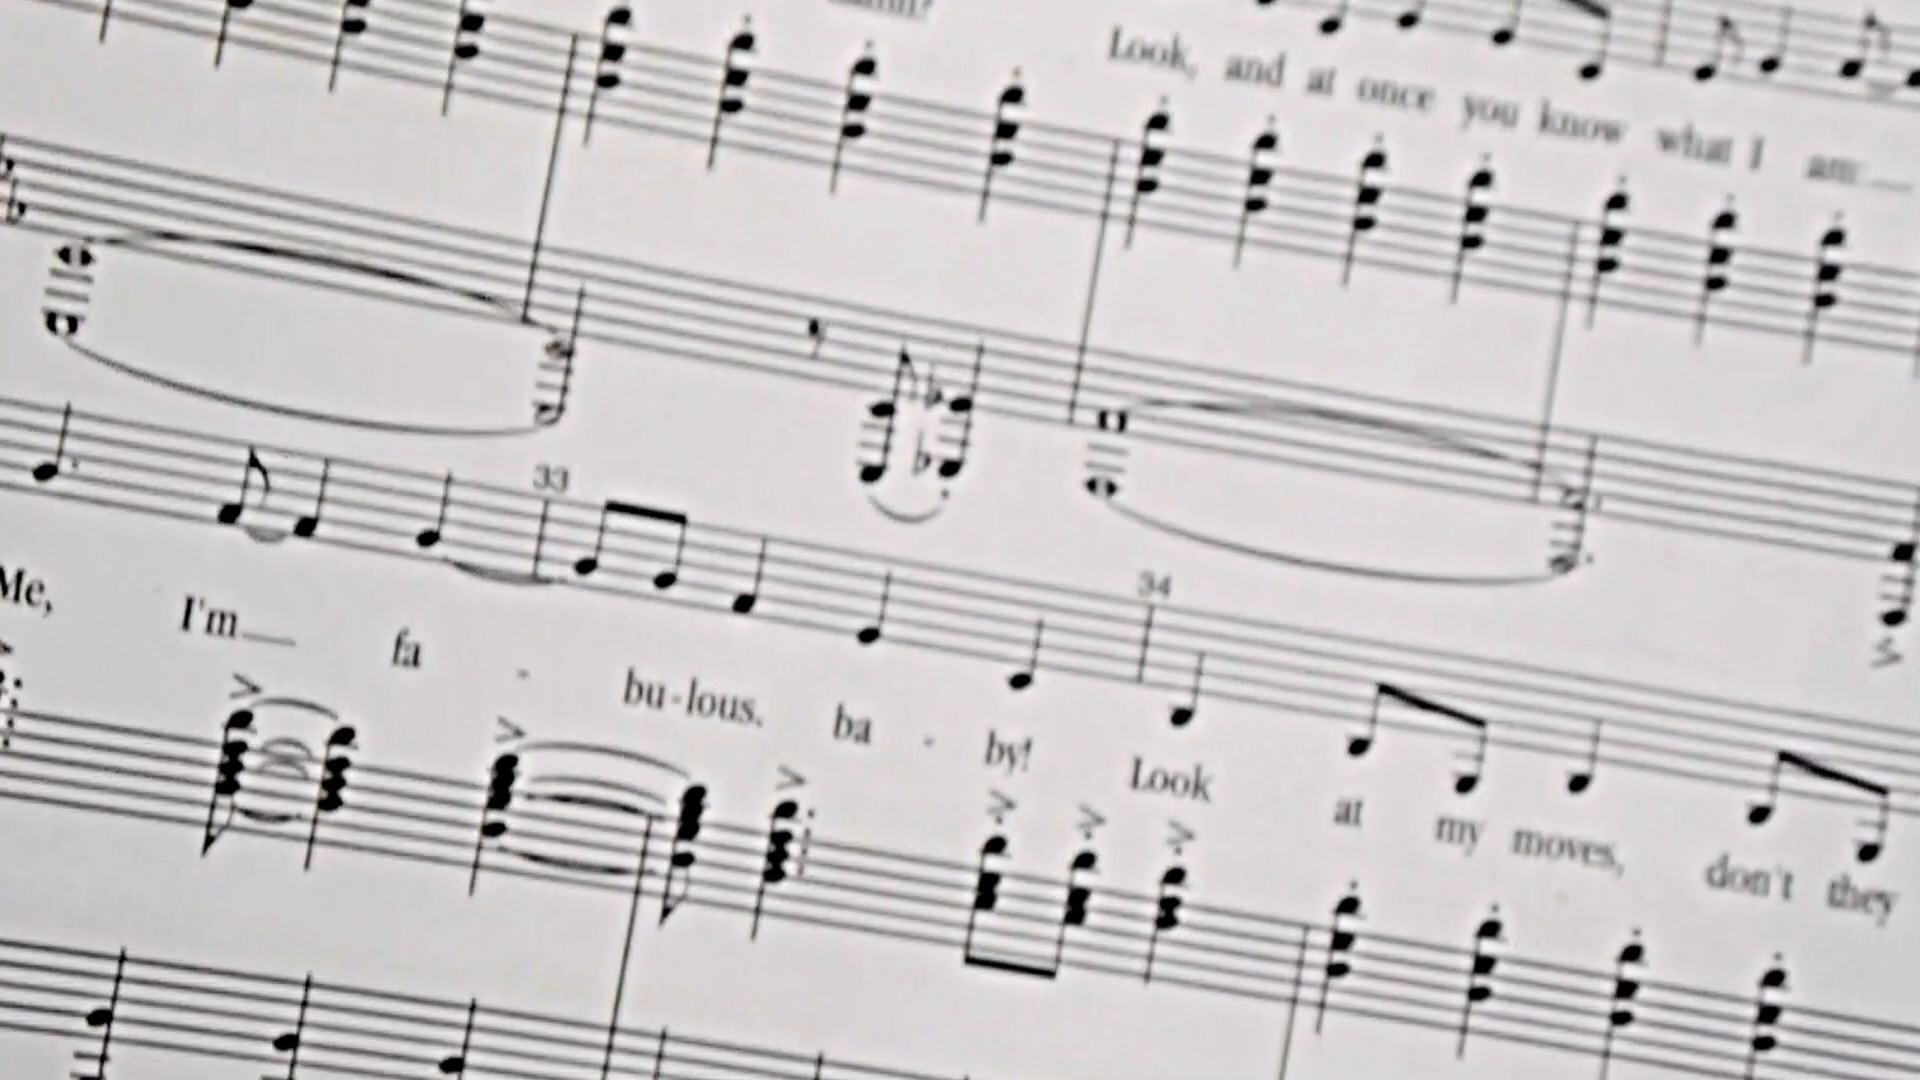 Look, and at once you know what I am
33
34
Me, I'm fa - bu-lous, ba - by! Look at my moves, don't they